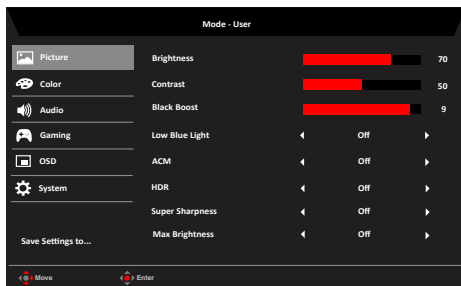 Mode - User
Picture
Brightness 70
Color
Contrast 50
Audio
Black Boost 9
Gaming
Low Blue Light Off
OSD
ACM Off
System
HDR Off
Super Sharpness Off
Save Settings to...
Max Brightness Off
Move Enter